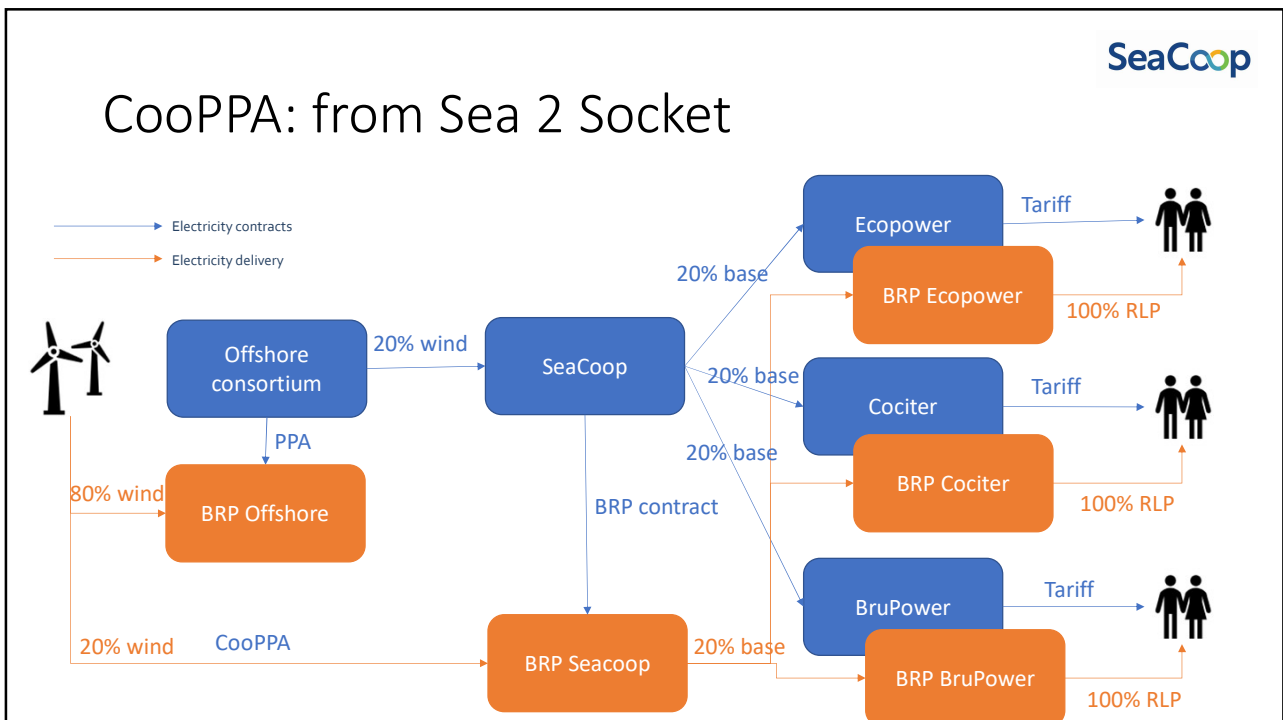 SeaCoop
CooPPA: from Sea 2 Socket
Electricity contracts
Electricity delivery
Ecopower
Tariff
20% base
BRP Ecopower
100% RLP
Offshore
consortium
20% wind
SeaCoop
20% base
Cociter
Tariff
PPA
20% base
80% wind
BRP Offshore
BRP contract
BRP Cociter
100% RLP
BruPower
Tariff
20% wind
CooPPA
BRP Seacoop
20% base
BRP BruPower
100% RLP